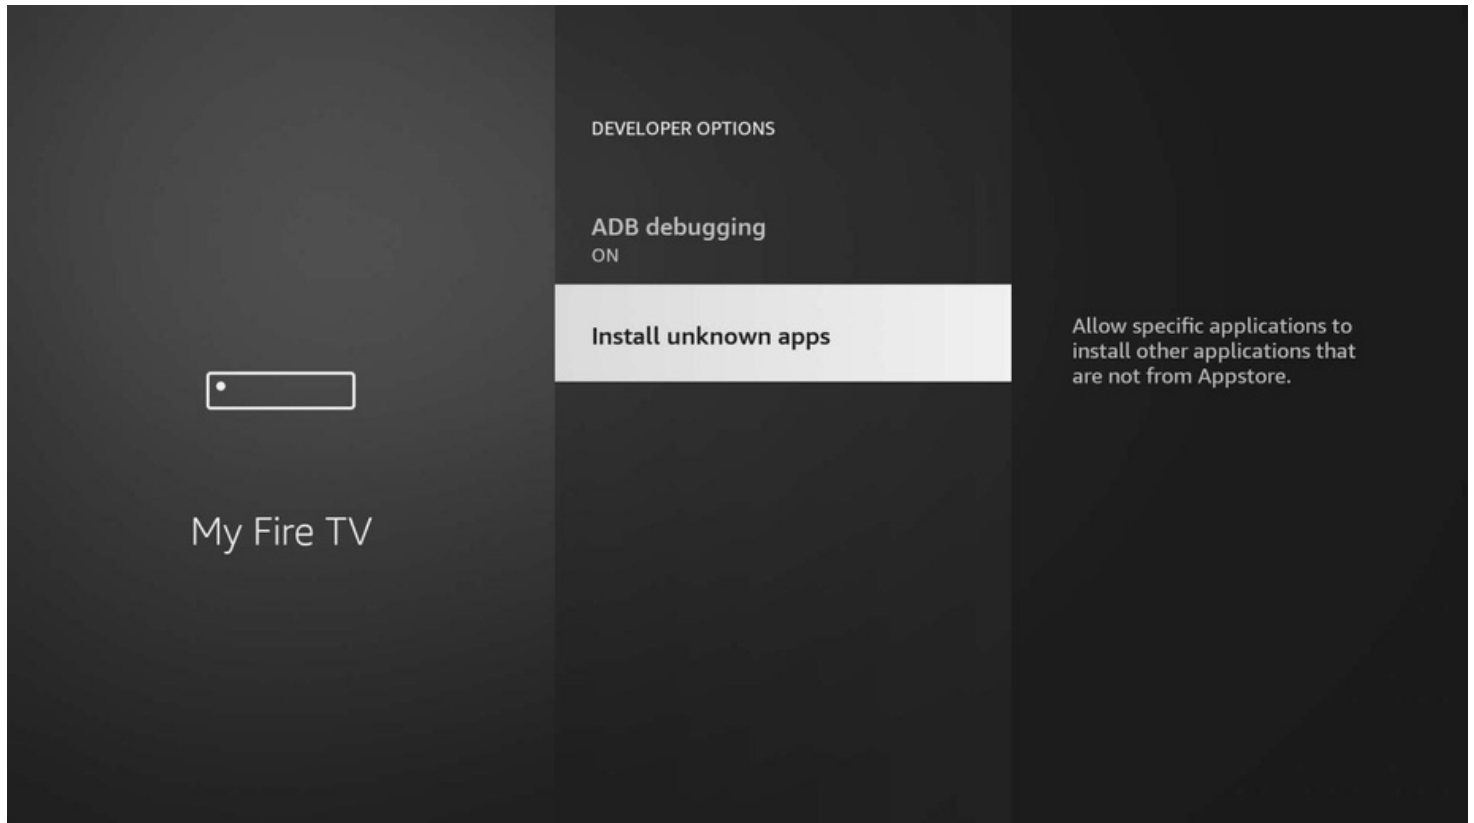 DEVELOPER OPTIONS
ADB debugging
ON
Install unknown apps
Allow specific applications to
install other applications that
are not from Appstore.
My Fire TV